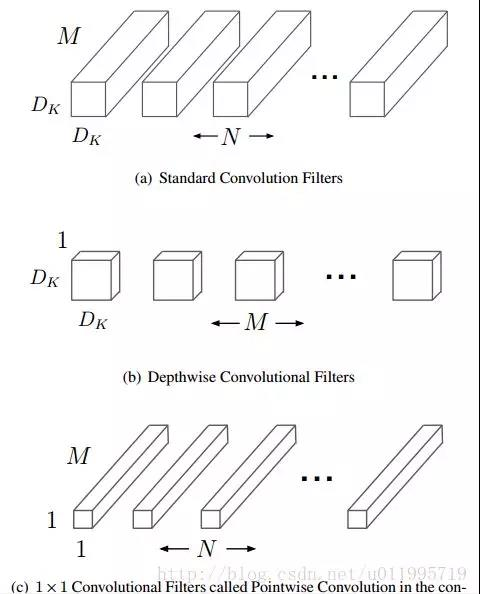 M
D_K
D_K
N
...
(a) Standard Convolution Filters
1
D_K
D_K
M
...
(b) Depthwise Convolutional Filters
M
1
1
N
...
http://blog.csdn.net/u011995719
(c) 1×1 Convolutional Filters called Pointwise Convolution in the con-